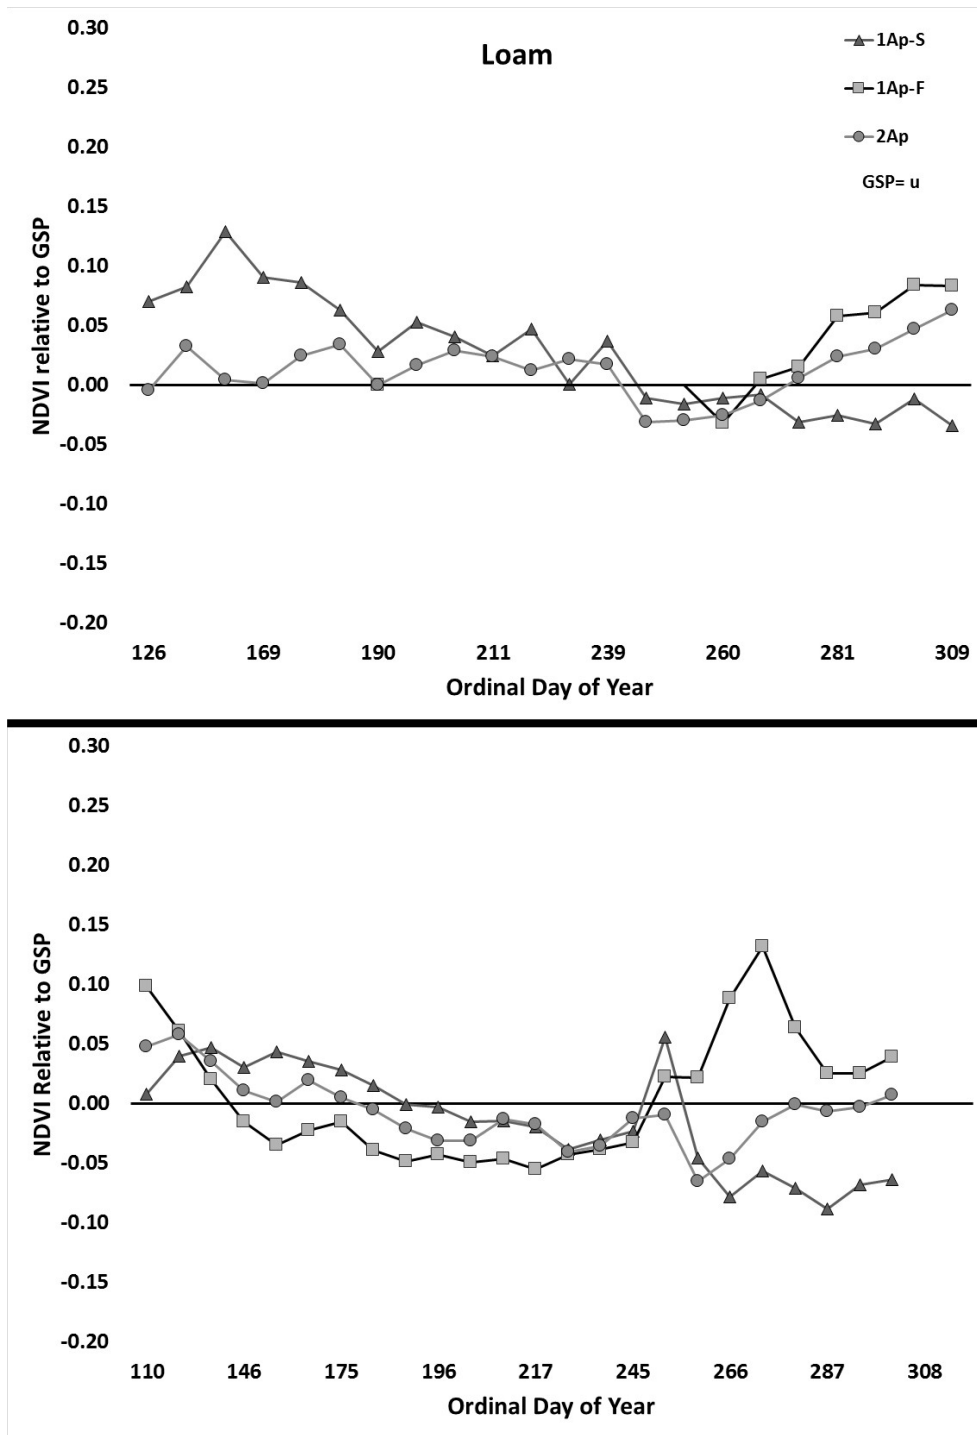 Loam
1Ap-S
1Ap-F
2Ap
GSP= u
NDVI relative to GSP
0.30
0.25
0.20
0.15
0.10
0.05
0.00
-0.05
-0.10
-0.15
-0.20
126 169 190 211 239 260 281 309
Ordinal Day of Year
NDVI Relative to GSP
0.30
0.25
0.20
0.15
0.10
0.05
0.00
-0.05
-0.10
-0.15
-0.20
110 146 175 196 217 245 266 287 308
Ordinal Day of Year